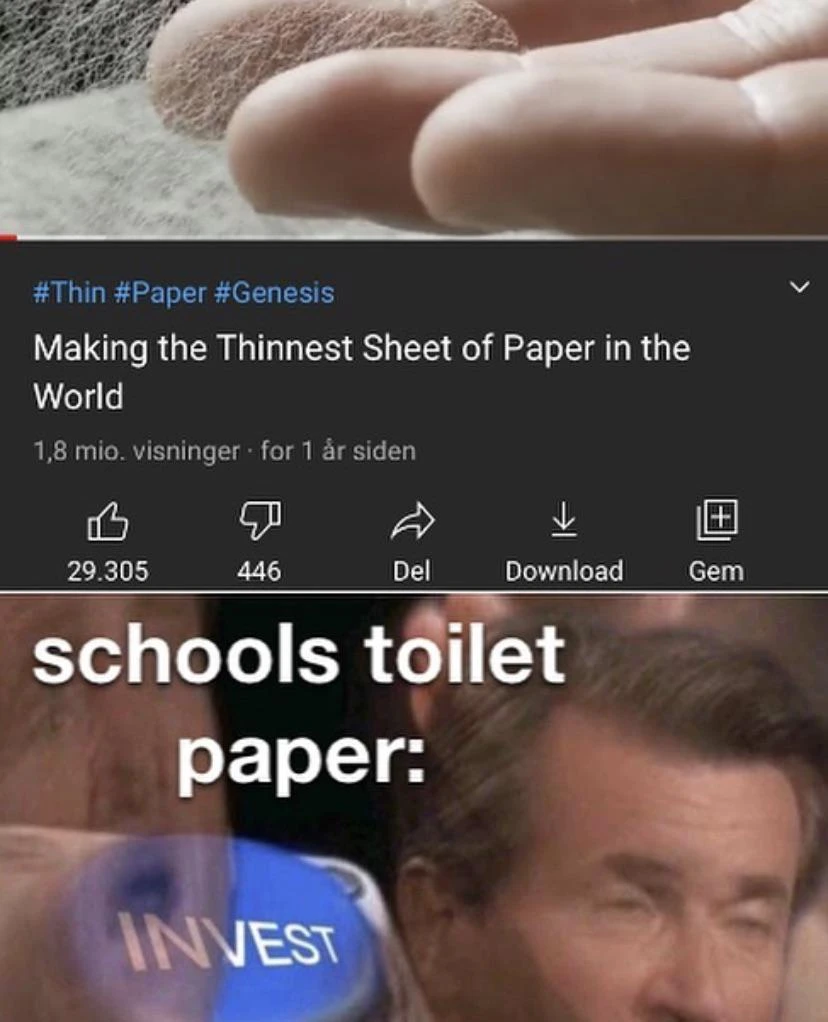 #Thin #Paper #Genesis
Making the Thinnest Sheet of Paper in the
World
1,8 mio. visninger · for 1 år siden
29.305 446 Del Download Gem
schools toilet
paper:
INVEST